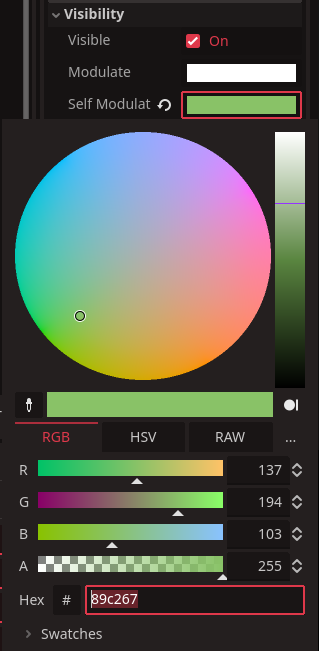 Visibility
Visible On
Modulate
Self Modulat
RGB HSV RAW ...
R 137
G 194
B 103
A 255
Hex # 89c267
Swatches